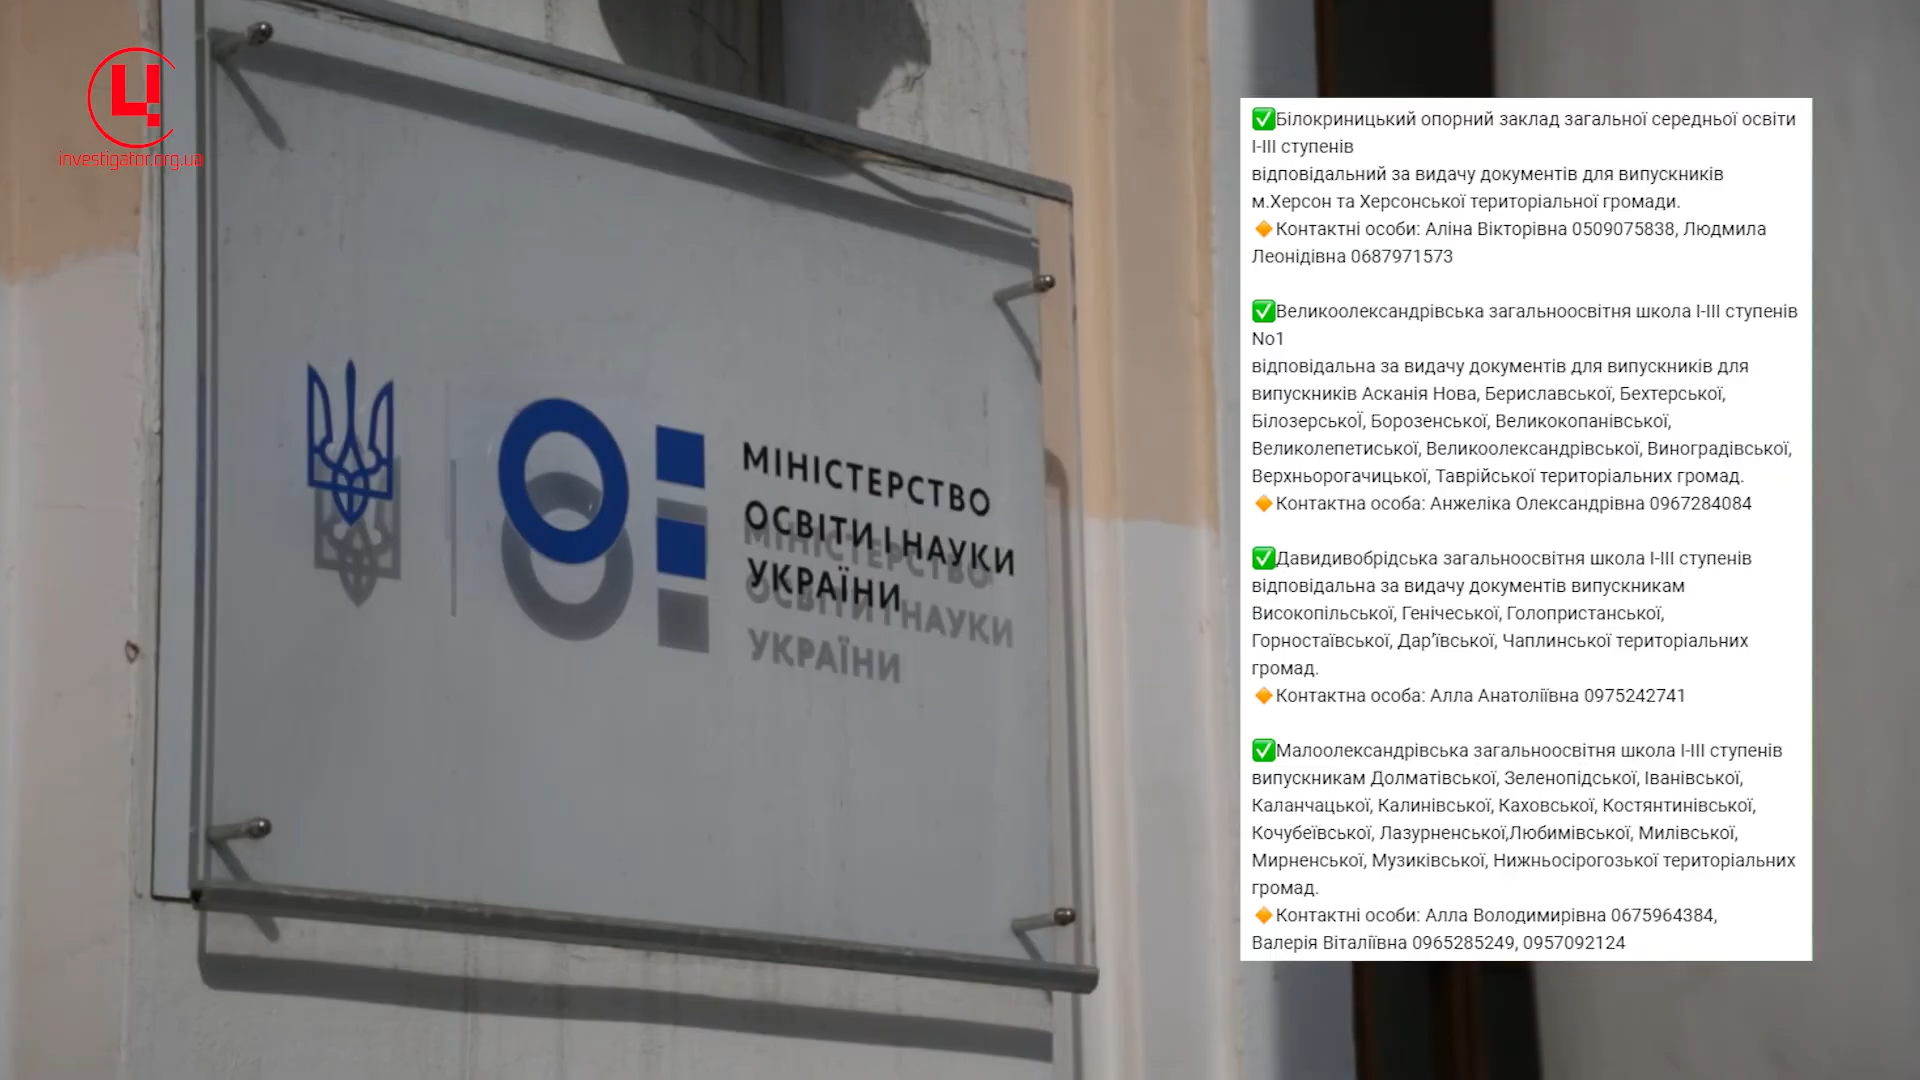 Ц
investigator.org.ua
МІНІСТЕРСТВО
ОСВІТИ І НАУКИ
УКРАЇНИ
✅Білокриницький опорний заклад загальної середньої освіти
І-ІІІ ступенів
відповідальний за видачу документів для випускників
м.Херсон та Херсонської територіальної громади.
🔸Контактні особи: Аліна Вікторівна 0509075838, Людмила
Леонідівна 0687971573
✅Великоолександрівська загальноосвітня школа І-ІІІ ступенів
No1
відповідальна за видачу документів для випускників для
випускників Асканія Нова, Бериславської, Бехтерської,
БілозерськоЇ, Борозенської, Великокопанівської,
Великолепетиської, Великоолександрівської, Виноградівської,
Верхньорогачицької, Таврійської територіальних громад.
🔸Контактна особа: Анжеліка Олександрівна 0967284084
✅Давидивобрідська загальноосвітня школа І-ІІІ ступенів
відповідальна за видачу документів випускникам
Високопільської, Генічеської, Голопристанської,
Горностаївської, Дар’ївської, Чаплинської територіальних
громад.
🔸Контактна особа: Алла Анатоліївна 0975242741
✅Малоолександрівська загальноосвітня школа І-ІІІ ступенів
випускникам Долматівської, Зеленопідської, Іванівської,
Каланчацької, Калинівської, Каховської, Костянтинівської,
Кочубеївської, Лазурненської,Любимівської, Милівської,
Мирненської, Музиківської, Нижньосірогозької територіальних
громад.
🔸Контактні особи: Алла Володимирівна 0675964384,
Валерія Віталіївна 0965285249, 0957092124